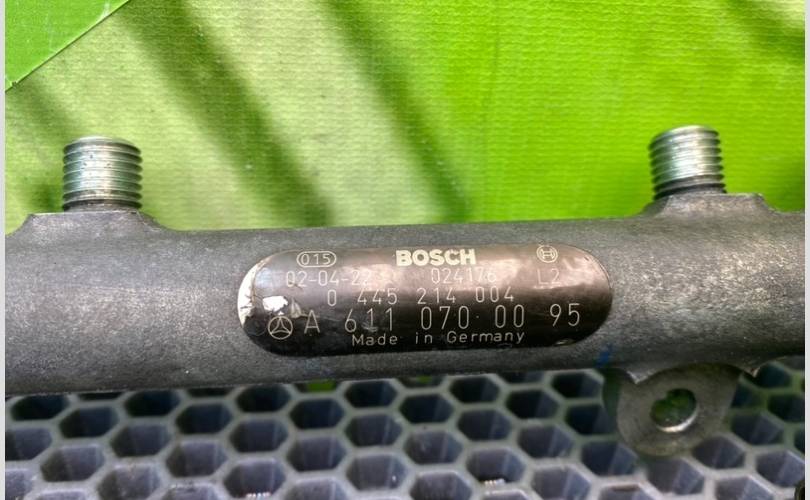 015 BOSCH
02-04-22 024176 L2
0 445 214 004
A 611 070 00 95
Made in Germany